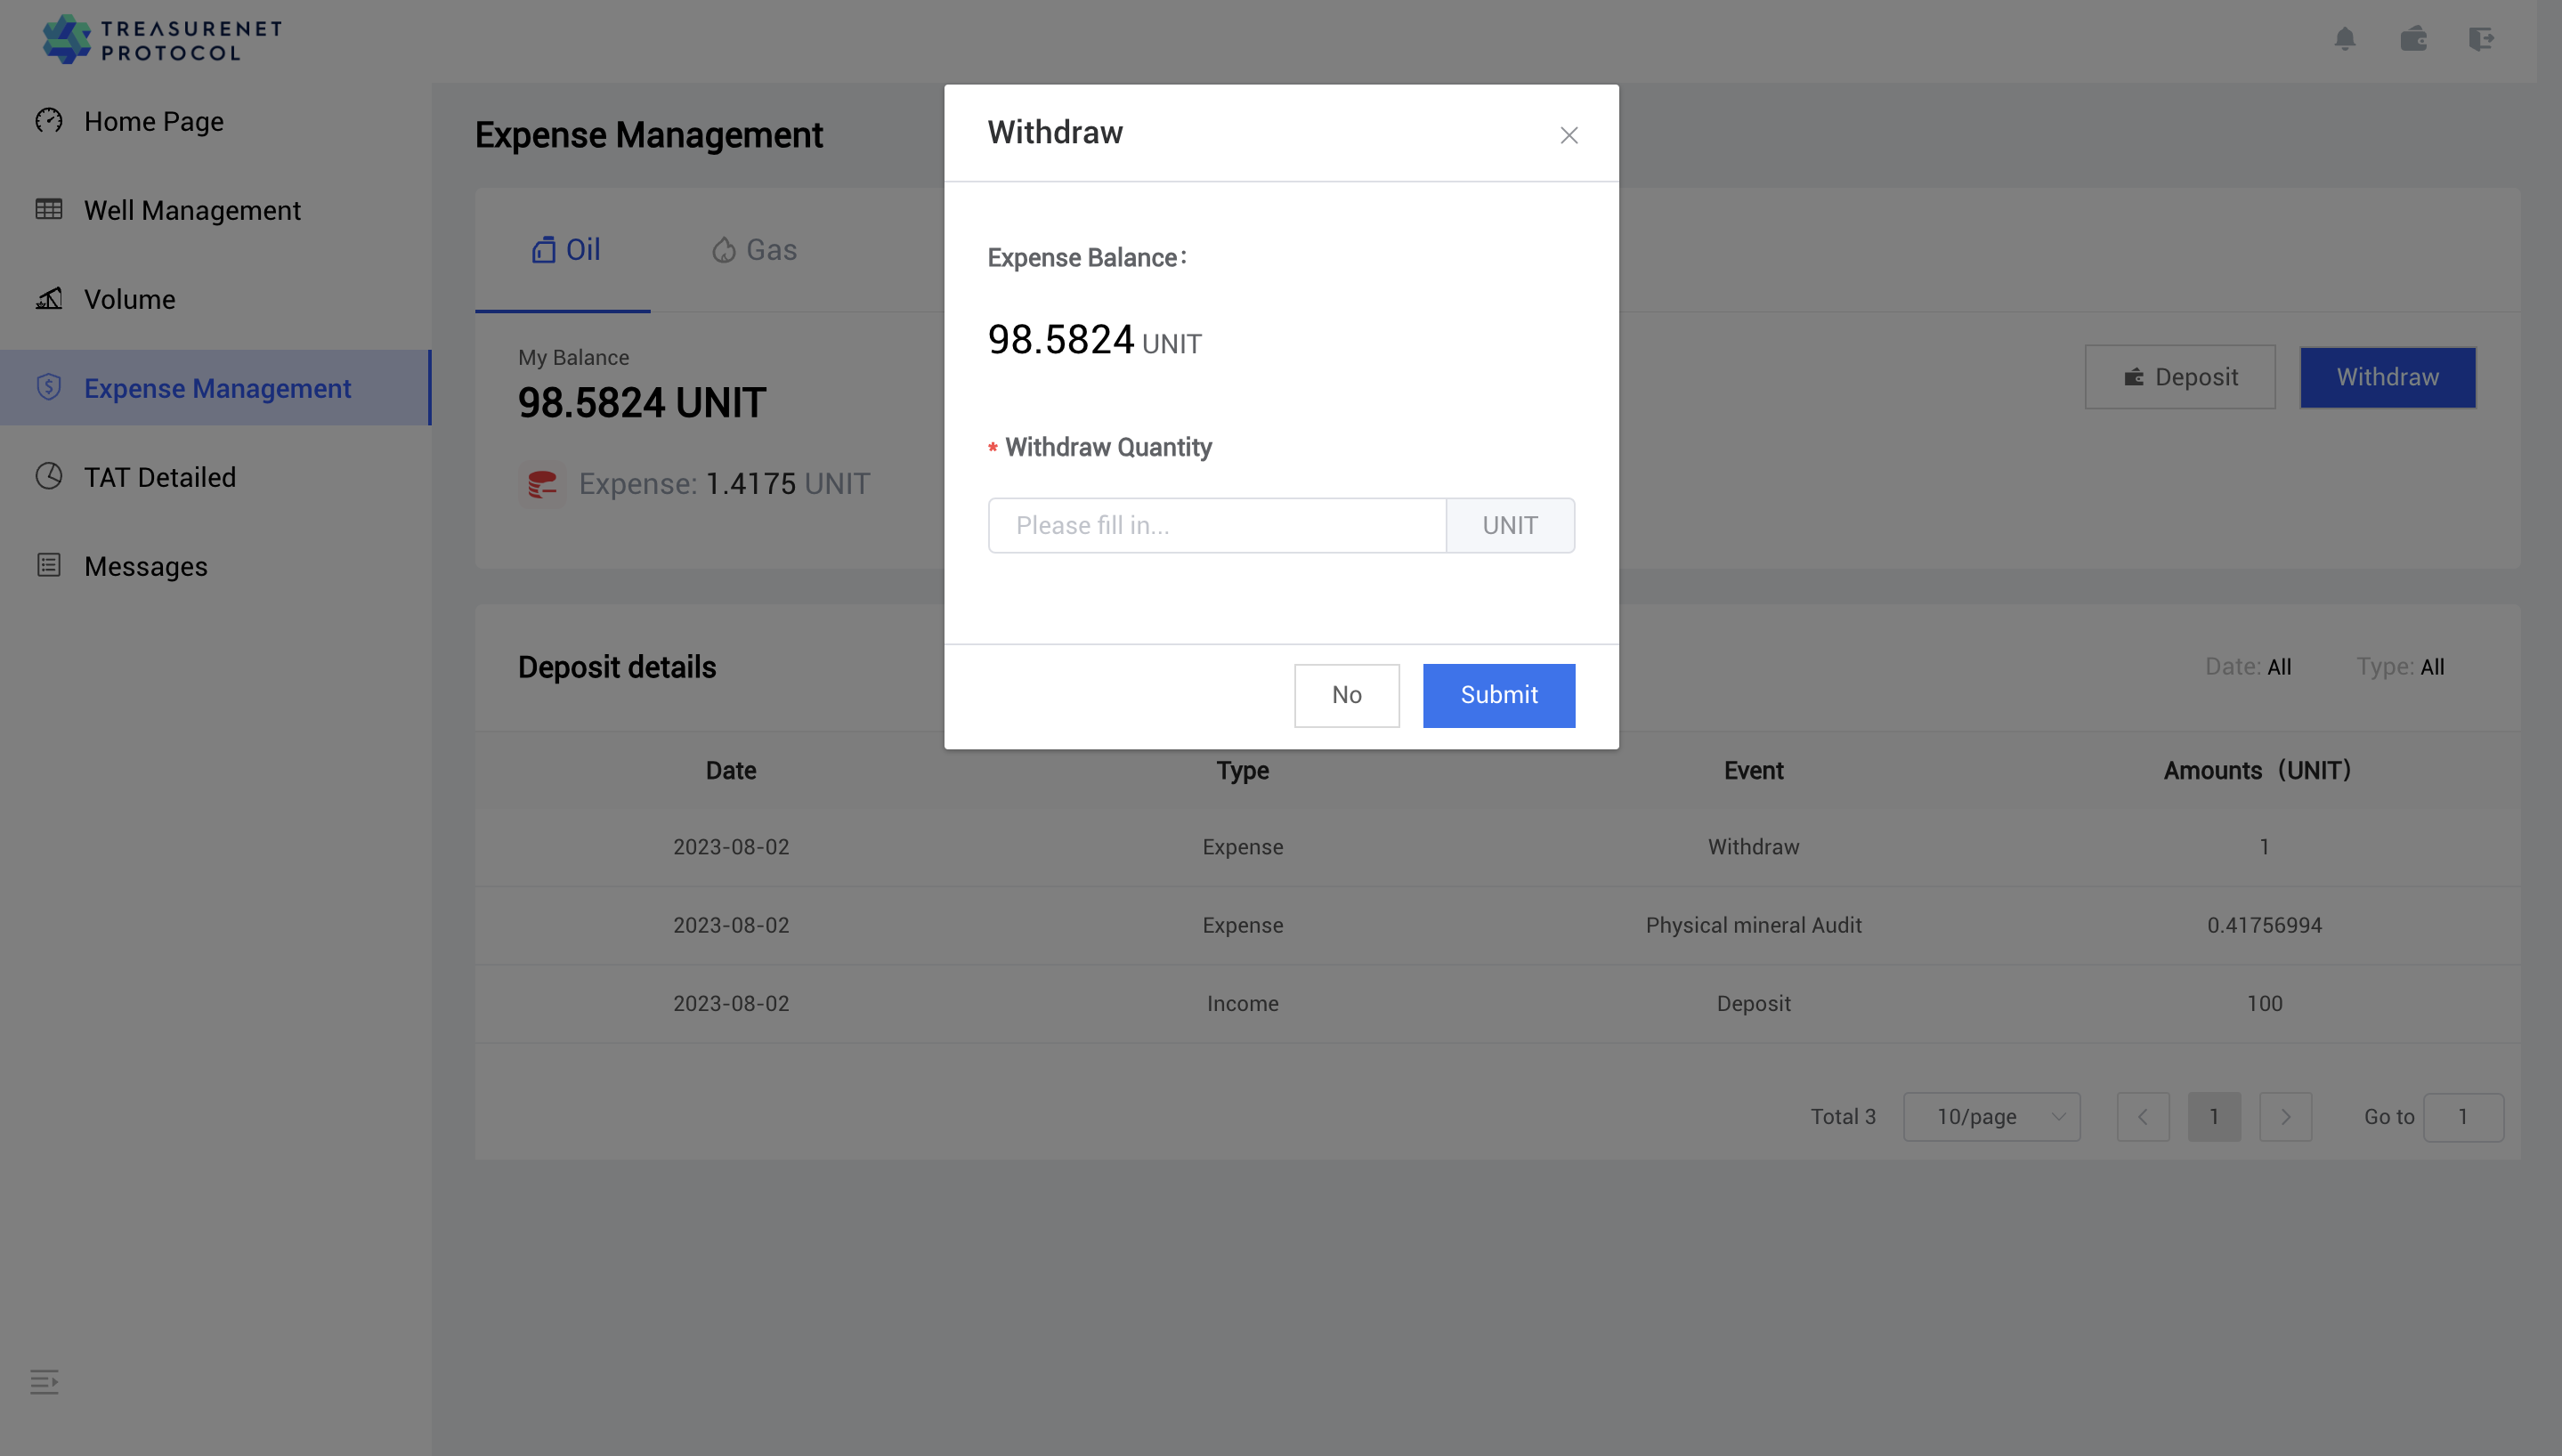 TREASURENET
PROTOCOL
Home Page
Well Management
Volume
Expense Management
TAT Detailed
Messages
Expense Management
Oil
Gas
My Balance
98.5824 UNIT
Expense: 1.4175 UNIT
Deposit
Withdraw
Withdraw
Expense Balance：
98.5824 UNIT
* Withdraw Quantity
Please fill in...
UNIT
No
Submit
Deposit details
Date: All
Type: All
Date Type Event Amounts（UNIT）
2023-08-02 Expense Withdraw 1
2023-08-02 Expense Physical mineral Audit 0.41756994
2023-08-02 Income Deposit 100
Total 3
10/page
1
Go to 1